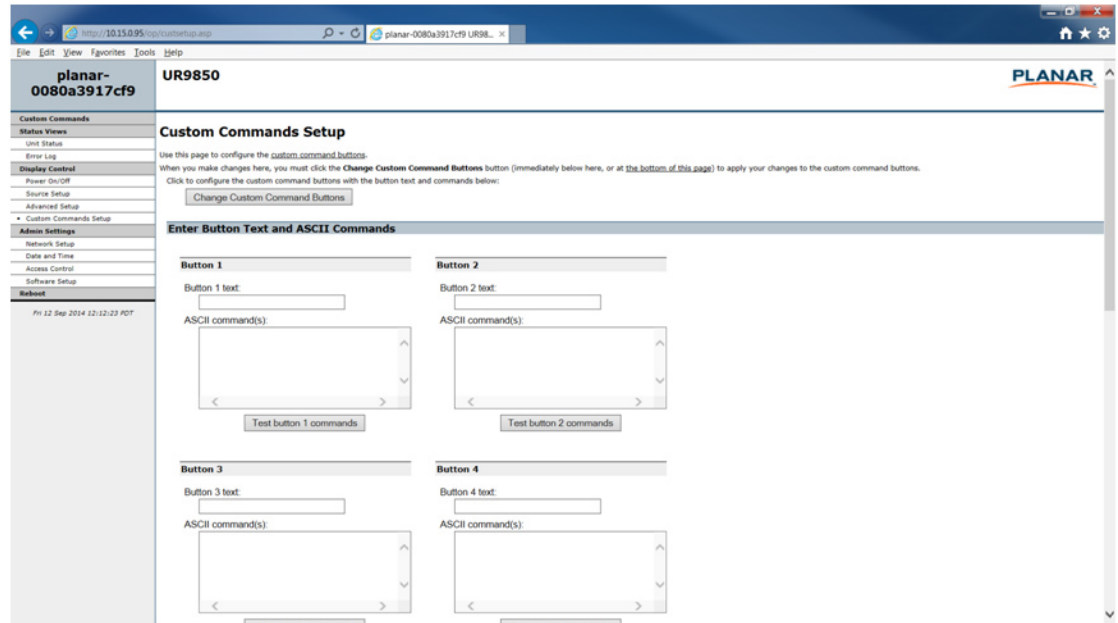 http://10.15.0.95/op/custsetup.asp
planar-0080a3917cf9 UR98...
File Edit View Favorites Tools Help
planar-
0080a3917cf9
UR9850
PLANAR
Custom Commands
Status Views
Unit Status
Error Log
Display Control
Power On/Off
Source Setup
Advanced Setup
Custom Commands Setup
Admin Settings
Network Setup
Date and Time
Access Control
Software Setup
Reboot
Fri 12 Sep 2014 12:12:23 PDT
Custom Commands Setup
Use this page to configure the custom command buttons.
When you make changes here, you must click the Change Custom Command Buttons button (immediately below here, or at the bottom of this page) to apply your changes to the custom command buttons.
Click to configure the custom command buttons with the button text and commands below:
Change Custom Command Buttons
Enter Button Text and ASCII Commands
Button 1
Button 1 text:
ASCII command(s):
Test button 1 commands
Button 2
Button 2 text:
ASCII command(s):
Test button 2 commands
Button 3
Button 3 text:
ASCII command(s):
Button 4
Button 4 text:
ASCII command(s):